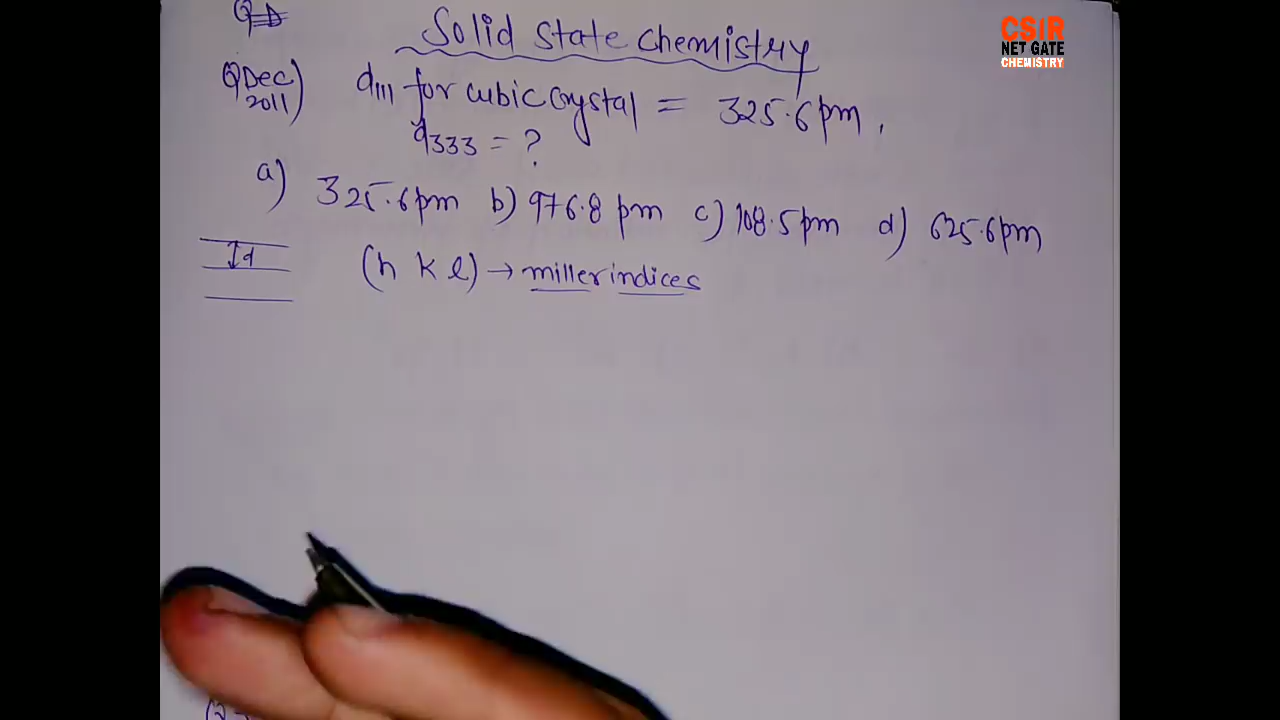 Solid State Chemistry
CSIR
NET GATE
CHEMISTRY
Q Dec 2011) d111 for cubic crystal = 325.6 pm,
d333 = ?
a) 325.6 pm b) 976.8 pm c) 108.5 pm d) 625.6 pm
d (h k l) → miller indices